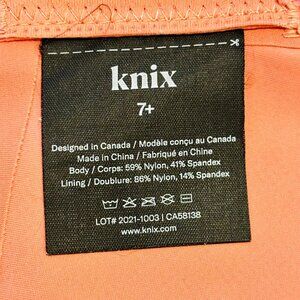 knix
7+
Designed in Canada / Modèle conçu au Canada
Made in China / Fabriqué en Chine
Body / Corps: 59% Nylon, 41% Spandex
Lining / Doublure: 86% Nylon, 14% Spandex
LOT# 2021-1003 | CA58138
www.knix.com